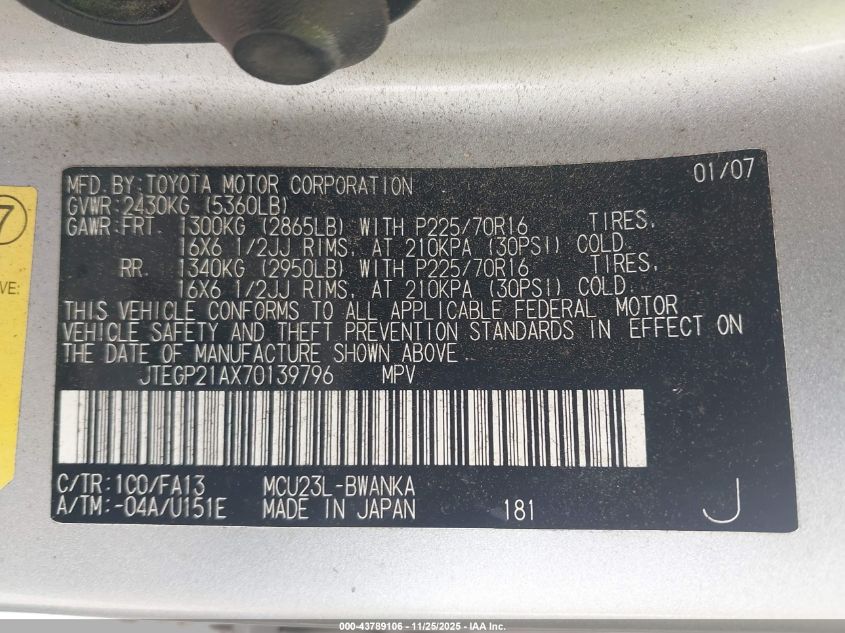 MFD. BY: TOYOTA MOTOR CORPORATION 01/07
GVWR: 2430KG (5360LB)
GAWR: FRT. 1300KG (2865LB) WITH P225/70R16 TIRES,
16X6 1/2JJ RIMS, AT 210KPA (30PSI) COLD.
RR. 1340KG (2950LB) WITH P225/70R16 TIRES,
16X6 1/2JJ RIMS, AT 210KPA (30PSI) COLD.
THIS VEHICLE CONFORMS TO ALL APPLICABLE FEDERAL MOTOR
VEHICLE SAFETY AND THEFT PREVENTION STANDARDS IN EFFECT ON
THE DATE OF MANUFACTURE SHOWN ABOVE.
JTEGP21AX70139796 MPV
C/TR: 1C0/FA13 MCU23L-BWANKA
A/TM: -04A/U151E MADE IN JAPAN 181 J
7
VE:
000-43789106 - 11/25/2025 - IAA Inc.